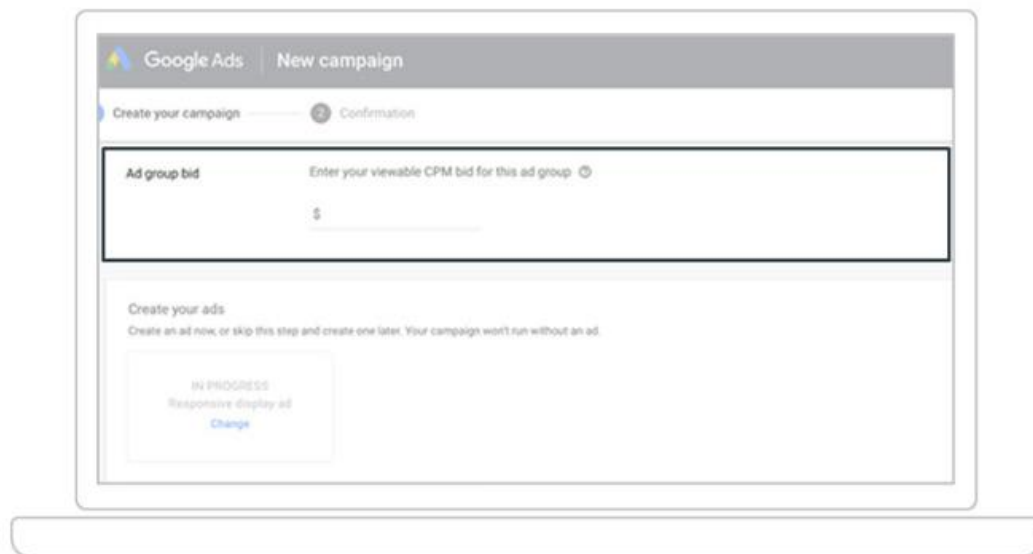 Google Ads New campaign
Create your campaign 2 Confirmation
Ad group bid Enter your viewable CPM bid for this ad group
$
Create your ads
Create an ad now, or skip this step and create one later. Your campaign won't run without an ad.
IN PROGRESS
Responsive display ad
Change